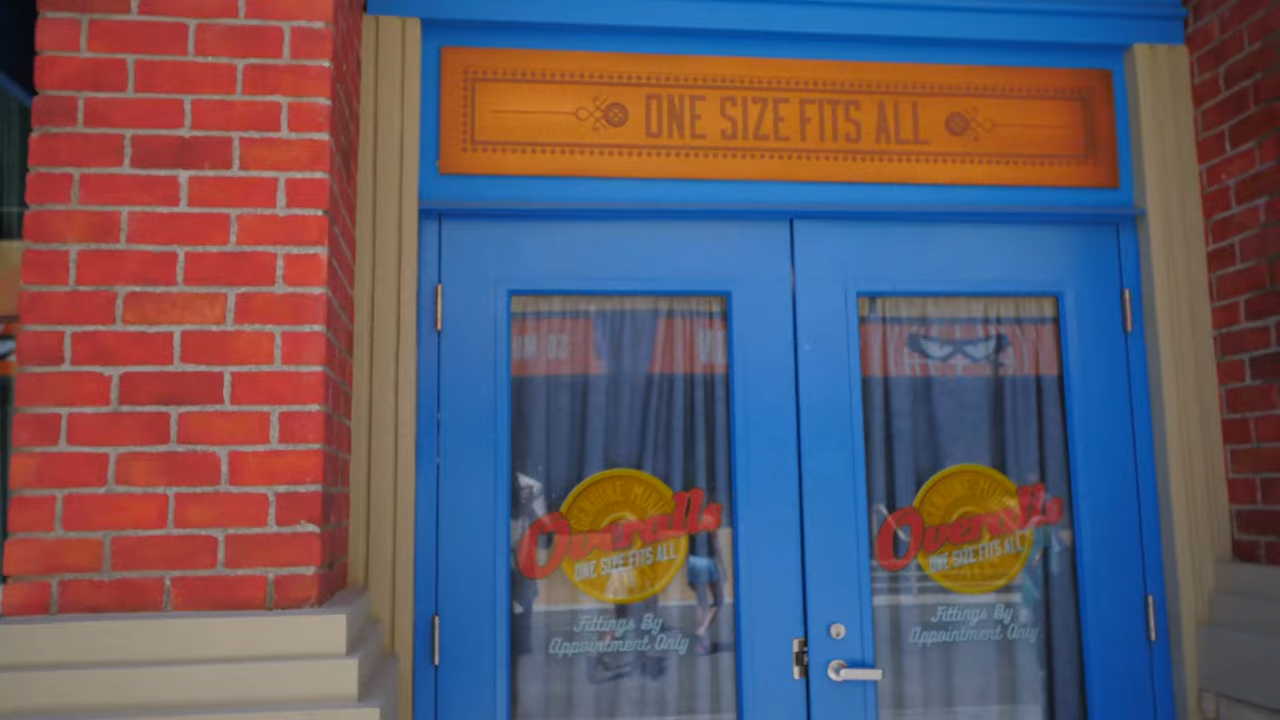 ONE SIZE FITS ALL
Overalls
ONE SIZE FITS ALL
Fittings By
Appointment Only
Overalls
ONE SIZE FITS ALL
Fittings By
Appointment Only